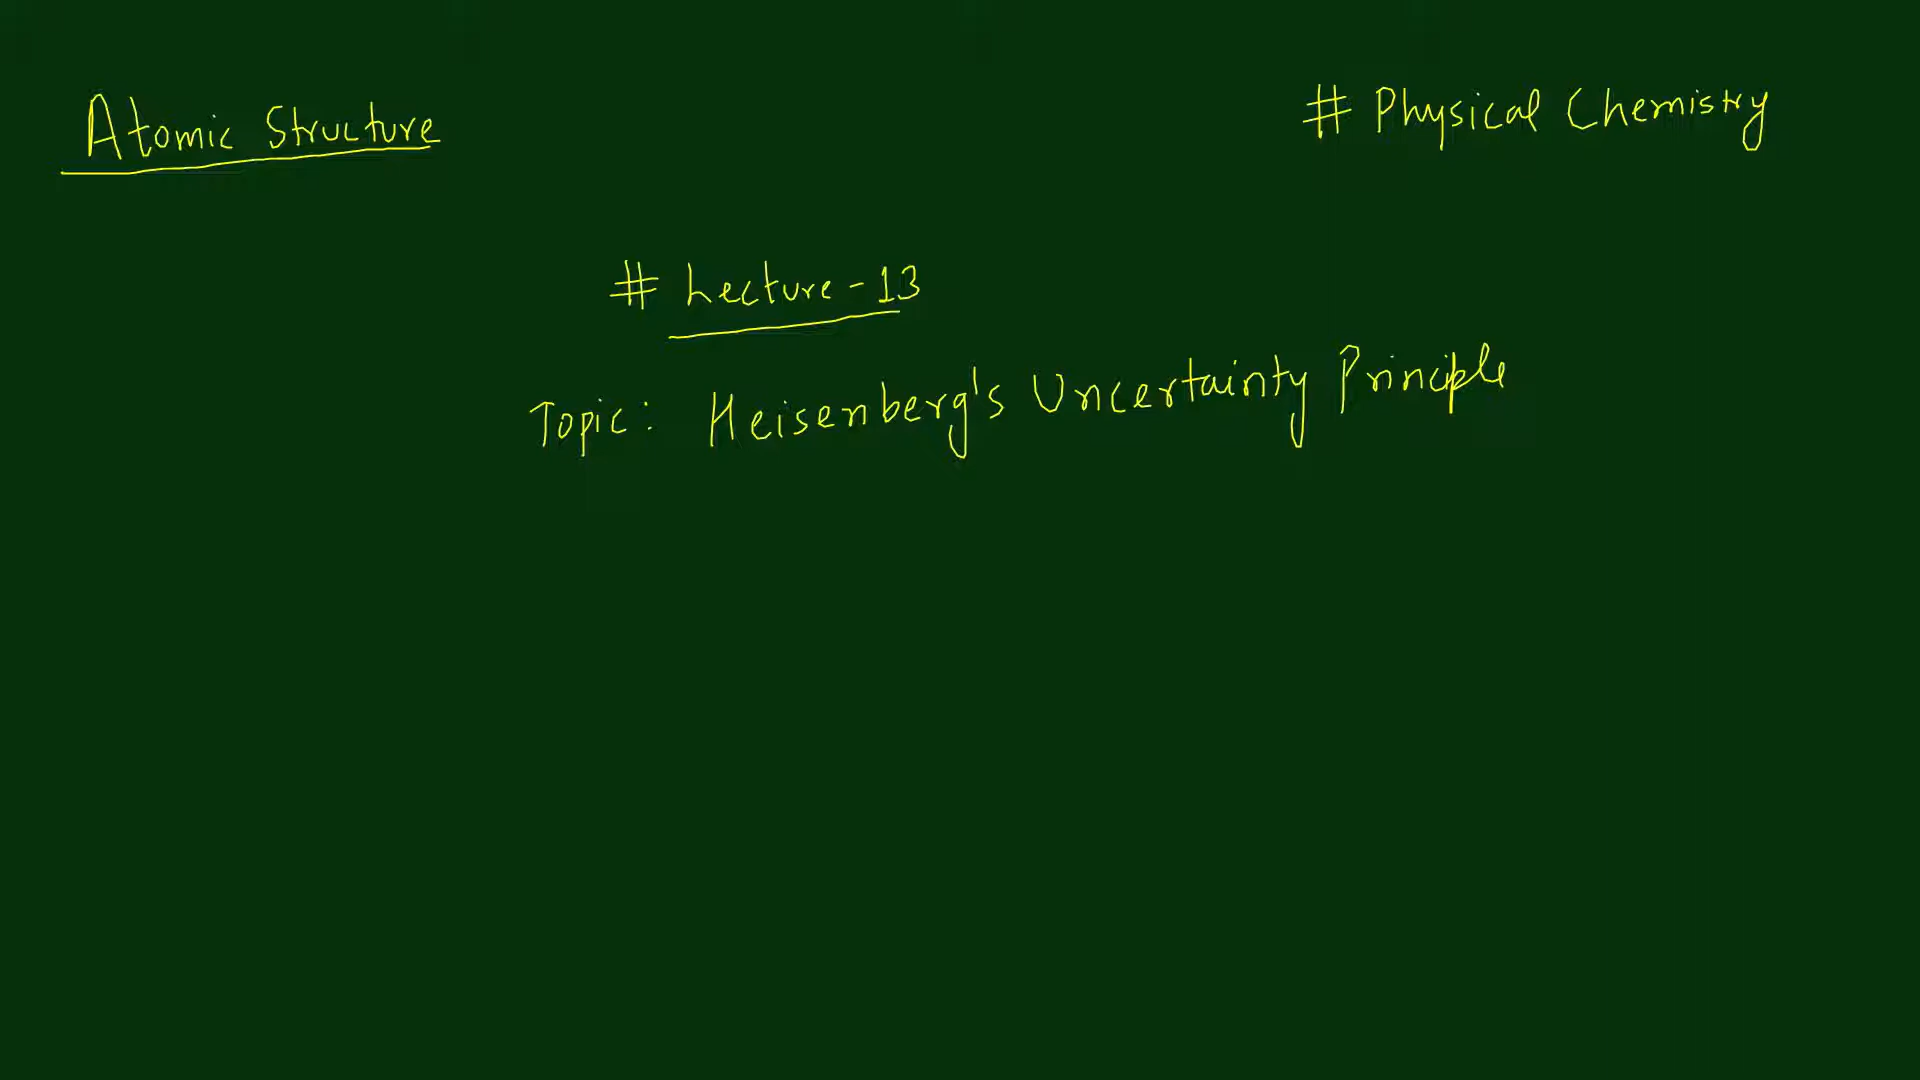 Atomic Structure
# Physical Chemistry
# Lecture - 13
Topic: Heisenberg's Uncertainty Principle